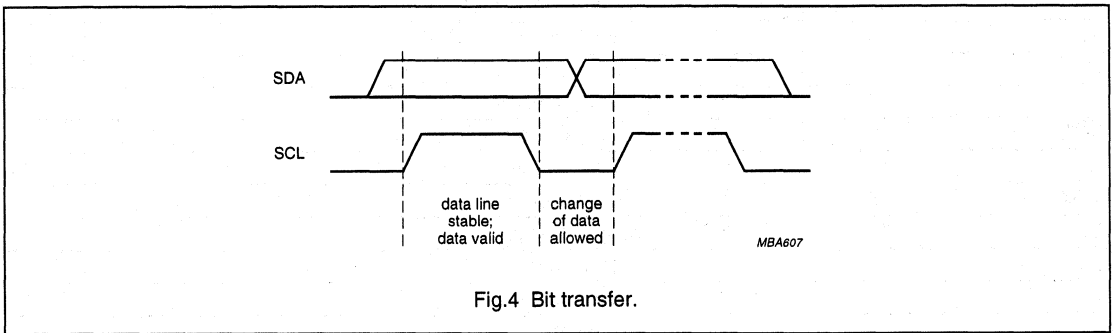 SDA
SCL
data line
stable;
data valid
change
of data
allowed
MBA607
Fig.4 Bit transfer.